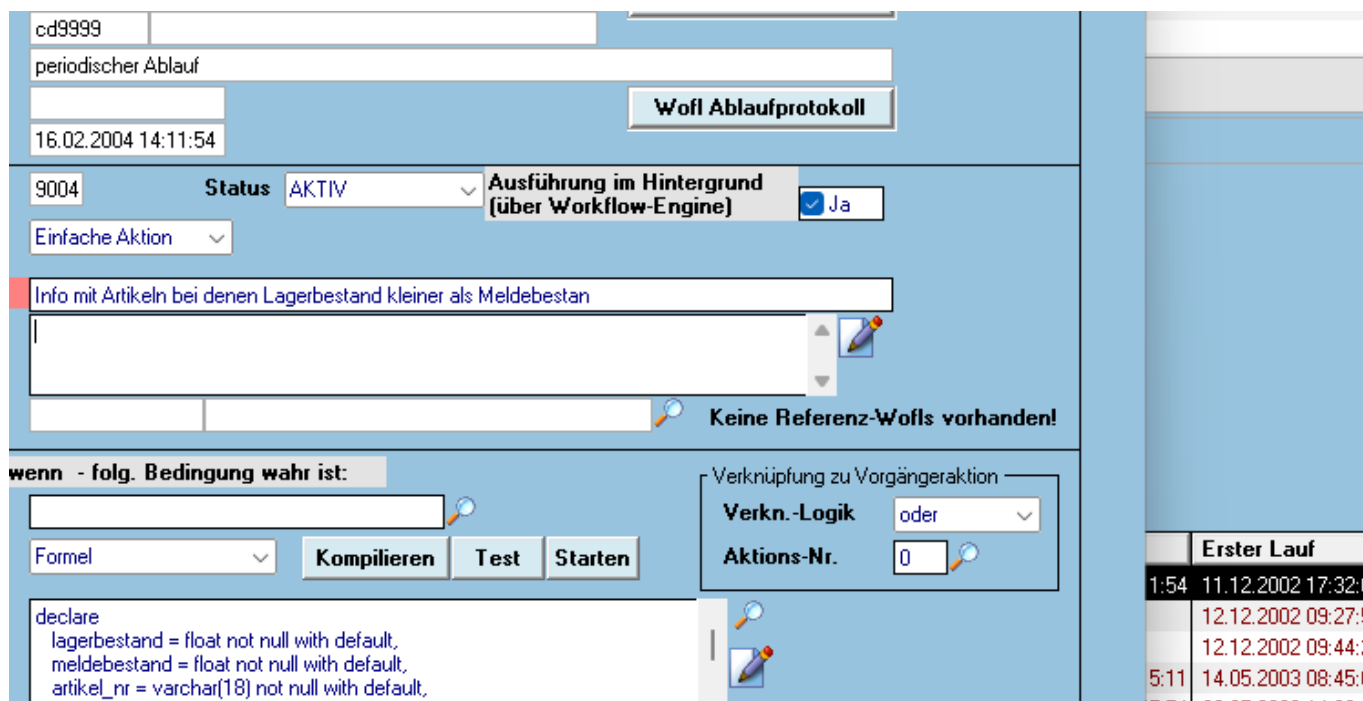 cd9999
periodischer Ablauf
Wofl Ablaufprotokoll
16.02.2004 14:11:54
9004 Status AKTIV Ausführung im Hintergrund
(über Workflow-Engine) Ja
Einfache Aktion
Info mit Artikeln bei denen Lagerbestand kleiner als Meldebestan
Keine Referenz-Wofls vorhanden!
wenn - folg. Bedingung wahr ist:
Verknüpfung zu Vorgängeraktion
Verkn.-Logik oder
Formel Kompilieren Test Starten Aktions-Nr. 0
Erster Lauf
1:54 11.12.2002 17:32:
declare
12.12.2002 09:27:
lagerbestand = float not null with default,
12.12.2002 09:44:
meldebestand = float not null with default,
5:11 14.05.2003 08:45:
artikel_nr = varchar(18) not null with default,